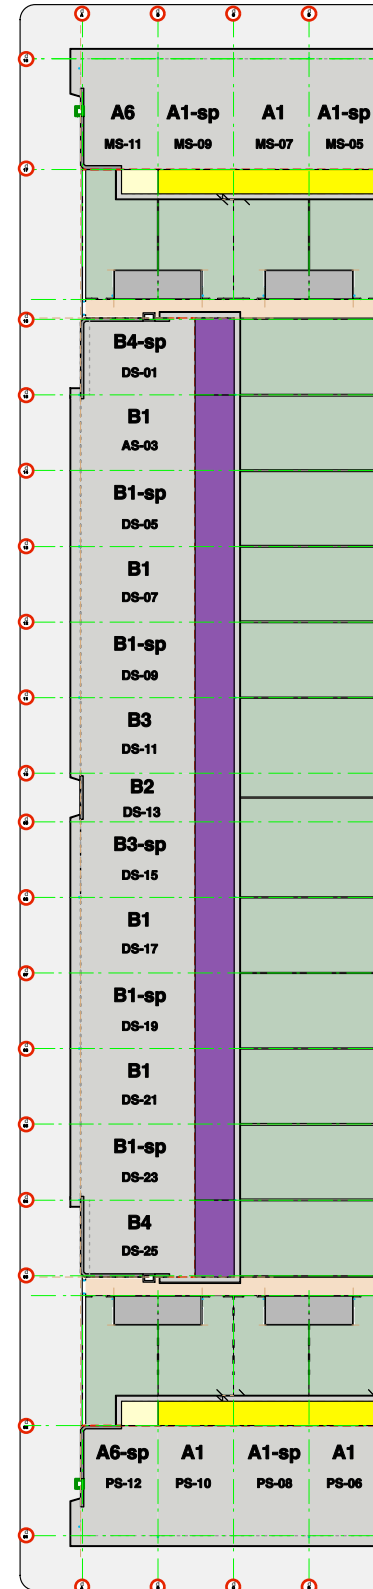 A6 A1-sp A1 A1-sp
MS-11 MS-09 MS-07 MS-05
B4-sp
DS-01
B1
AS-03
B1-sp
DS-05
B1
DS-07
B1-sp
DS-09
B3
DS-11
B2
DS-13
B3-sp
DS-15
B1
DS-17
B1-sp
DS-19
B1
DS-21
B1-sp
DS-23
B4
DS-25
A6-sp A1 A1-sp A1
PS-12 PS-10 PS-08 PS-06